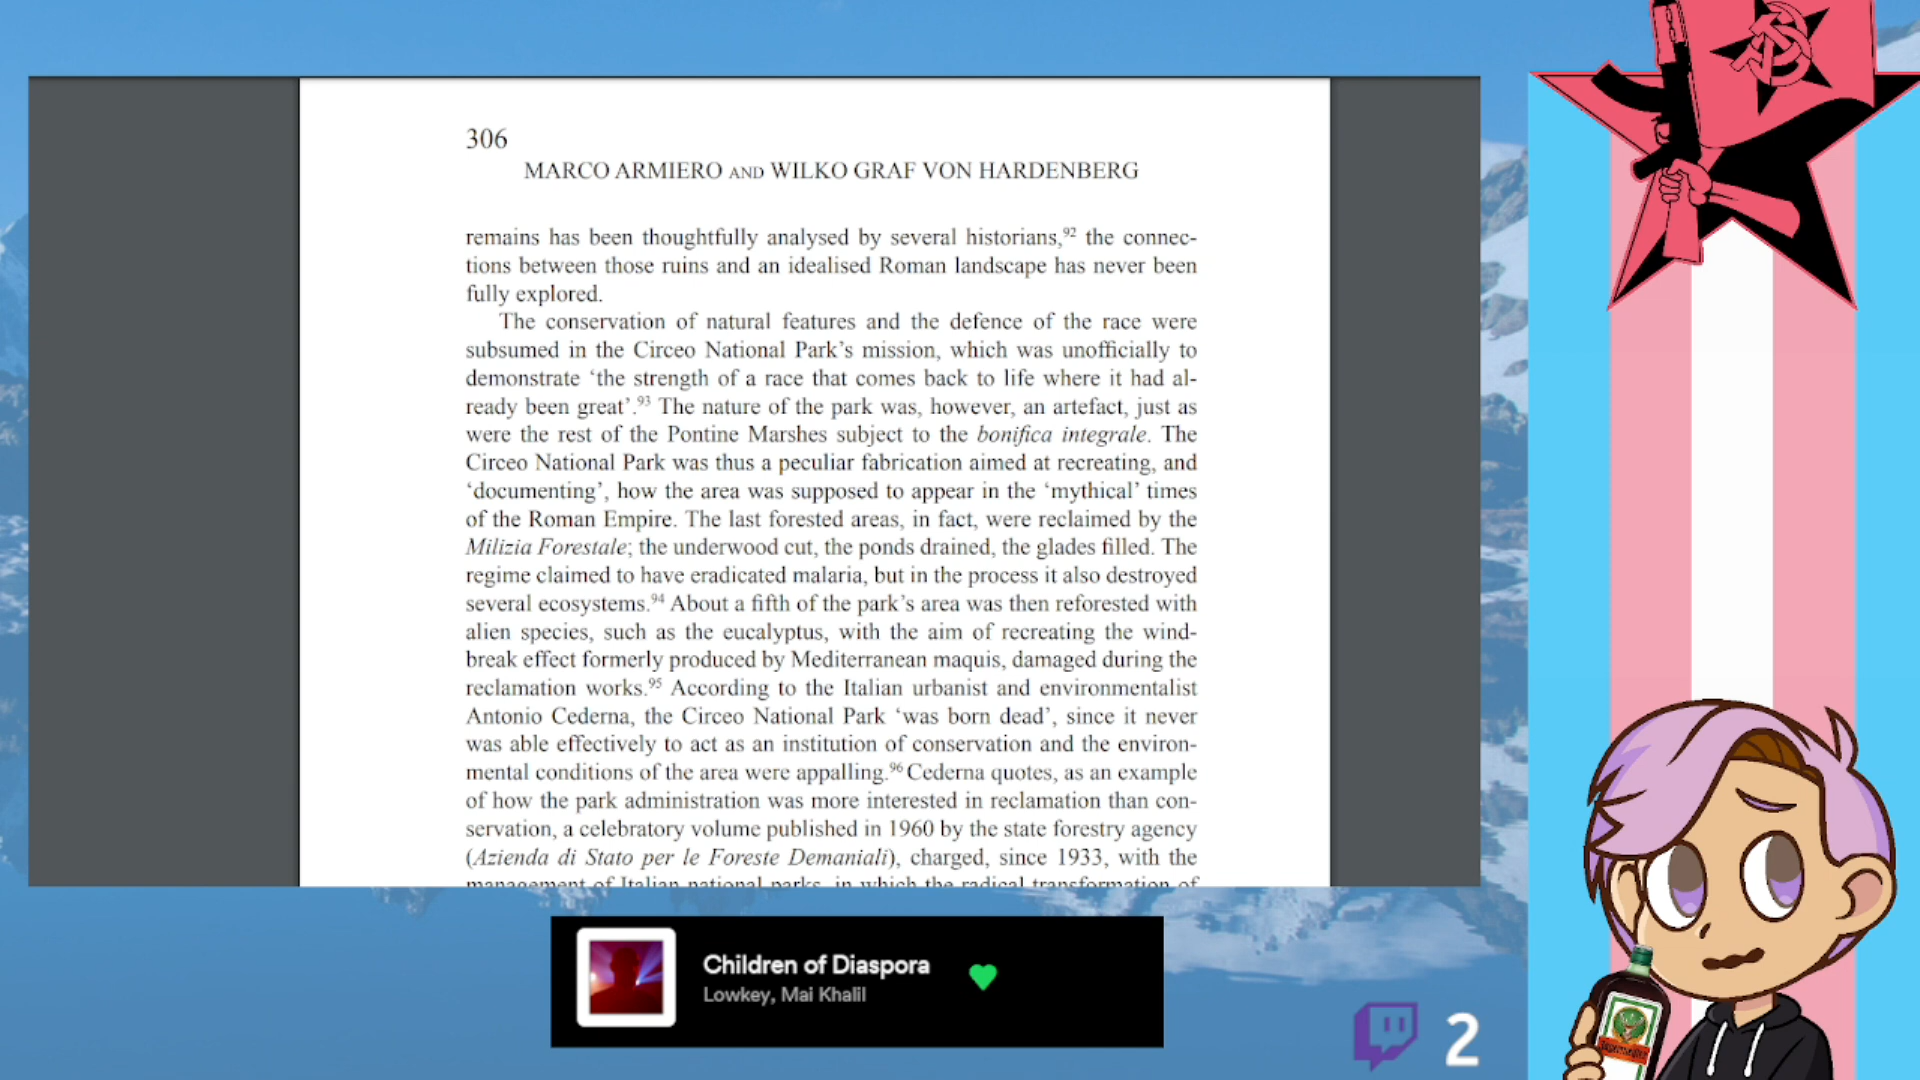 306
MARCO ARMIERO AND WILKO GRAF VON HARDENBERG
remains has been thoughtfully analysed by several historians,92 the connec-
tions between those ruins and an idealised Roman landscape has never been
fully explored.
The conservation of natural features and the defence of the race were
subsumed in the Circeo National Park’s mission, which was unofficially to
demonstrate ‘the strength of a race that comes back to life where it had al-
ready been great’.93 The nature of the park was, however, an artefact, just as
were the rest of the Pontine Marshes subject to the bonifica integrale. The
Circeo National Park was thus a peculiar fabrication aimed at recreating, and
‘documenting’, how the area was supposed to appear in the ‘mythical’ times
of the Roman Empire. The last forested areas, in fact, were reclaimed by the
Milizia Forestale; the underwood cut, the ponds drained, the glades filled. The
regime claimed to have eradicated malaria, but in the process it also destroyed
several ecosystems.94 About a fifth of the park’s area was then reforested with
alien species, such as the eucalyptus, with the aim of recreating the wind-
break effect formerly produced by Mediterranean maquis, damaged during the
reclamation works.95 According to the Italian urbanist and environmentalist
Antonio Cederna, the Circeo National Park ‘was born dead’, since it never
was able effectively to act as an institution of conservation and the environ-
mental conditions of the area were appalling.96 Cederna quotes, as an example
of how the park administration was more interested in reclamation than con-
servation, a celebratory volume published in 1960 by the state forestry agency
(Azienda di Stato per le Foreste Demaniali), charged, since 1933, with the
management of Italian national parks, in which the radical transformation of
Children of Diaspora
Lowkey, Mai Khalil
2